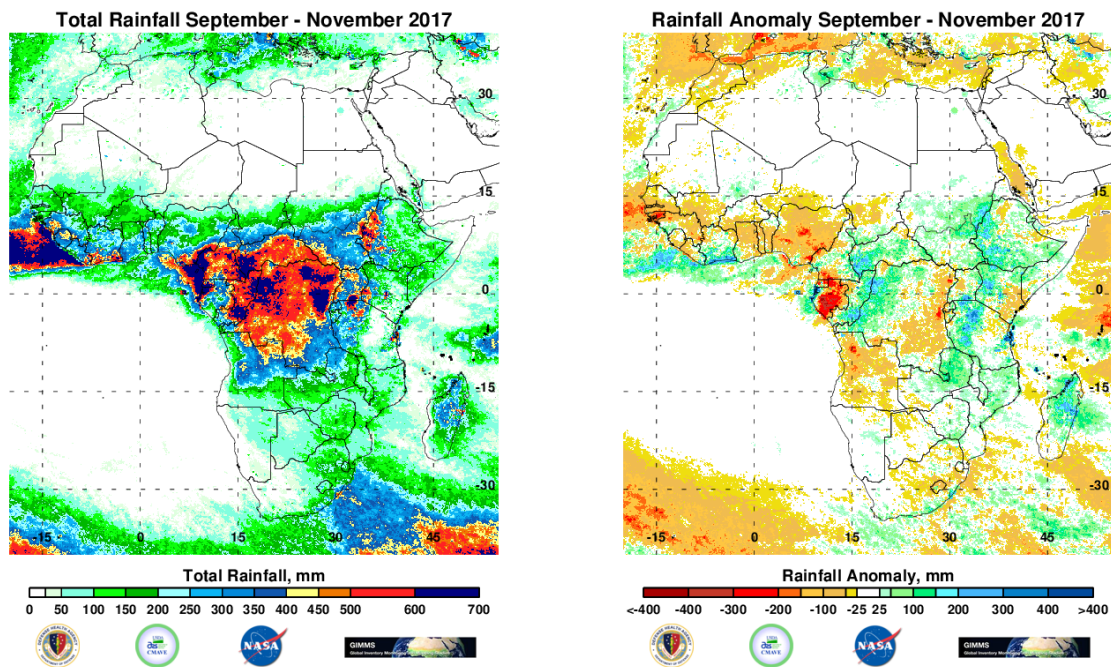 Total Rainfall September - November 2017
30
15
0
-15
-30
-15 0 15 30 45
Total Rainfall, mm
0 50 100 150 200 250 300 350 400 450 500 600 700
CMAVE
NASA
GIMMS
Rainfall Anomaly September - November 2017
30
15
0
-15
-30
-15 0 15 30 45
Rainfall Anomaly, mm
<-400 -400 -300 -200 -100 -25 25 100 200 300 400 >400
CMAVE
NASA
GIMMS